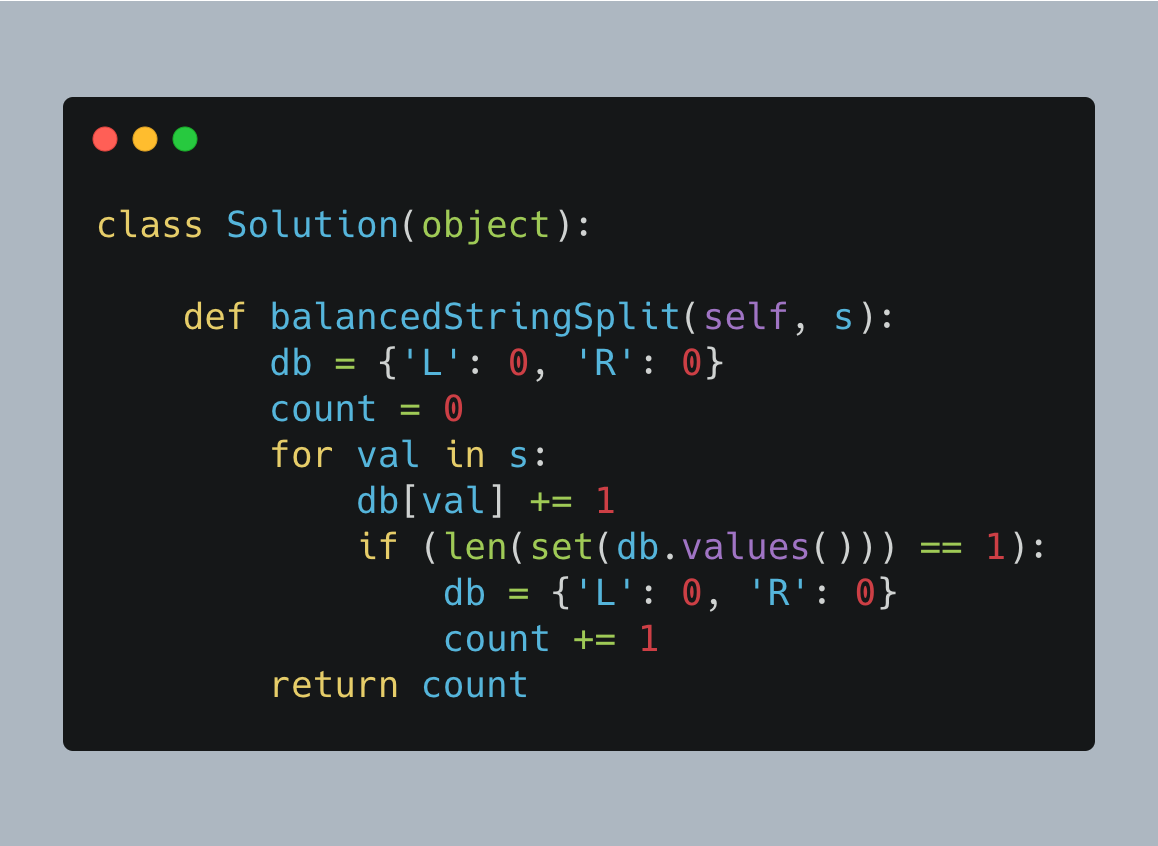 class Solution(object):
    def balancedStringSplit(self, s):
        db = {'L': 0, 'R': 0}
        count = 0
        for val in s:
            db[val] += 1
            if (len(set(db.values())) == 1):
                db = {'L': 0, 'R': 0}
                count += 1
        return count